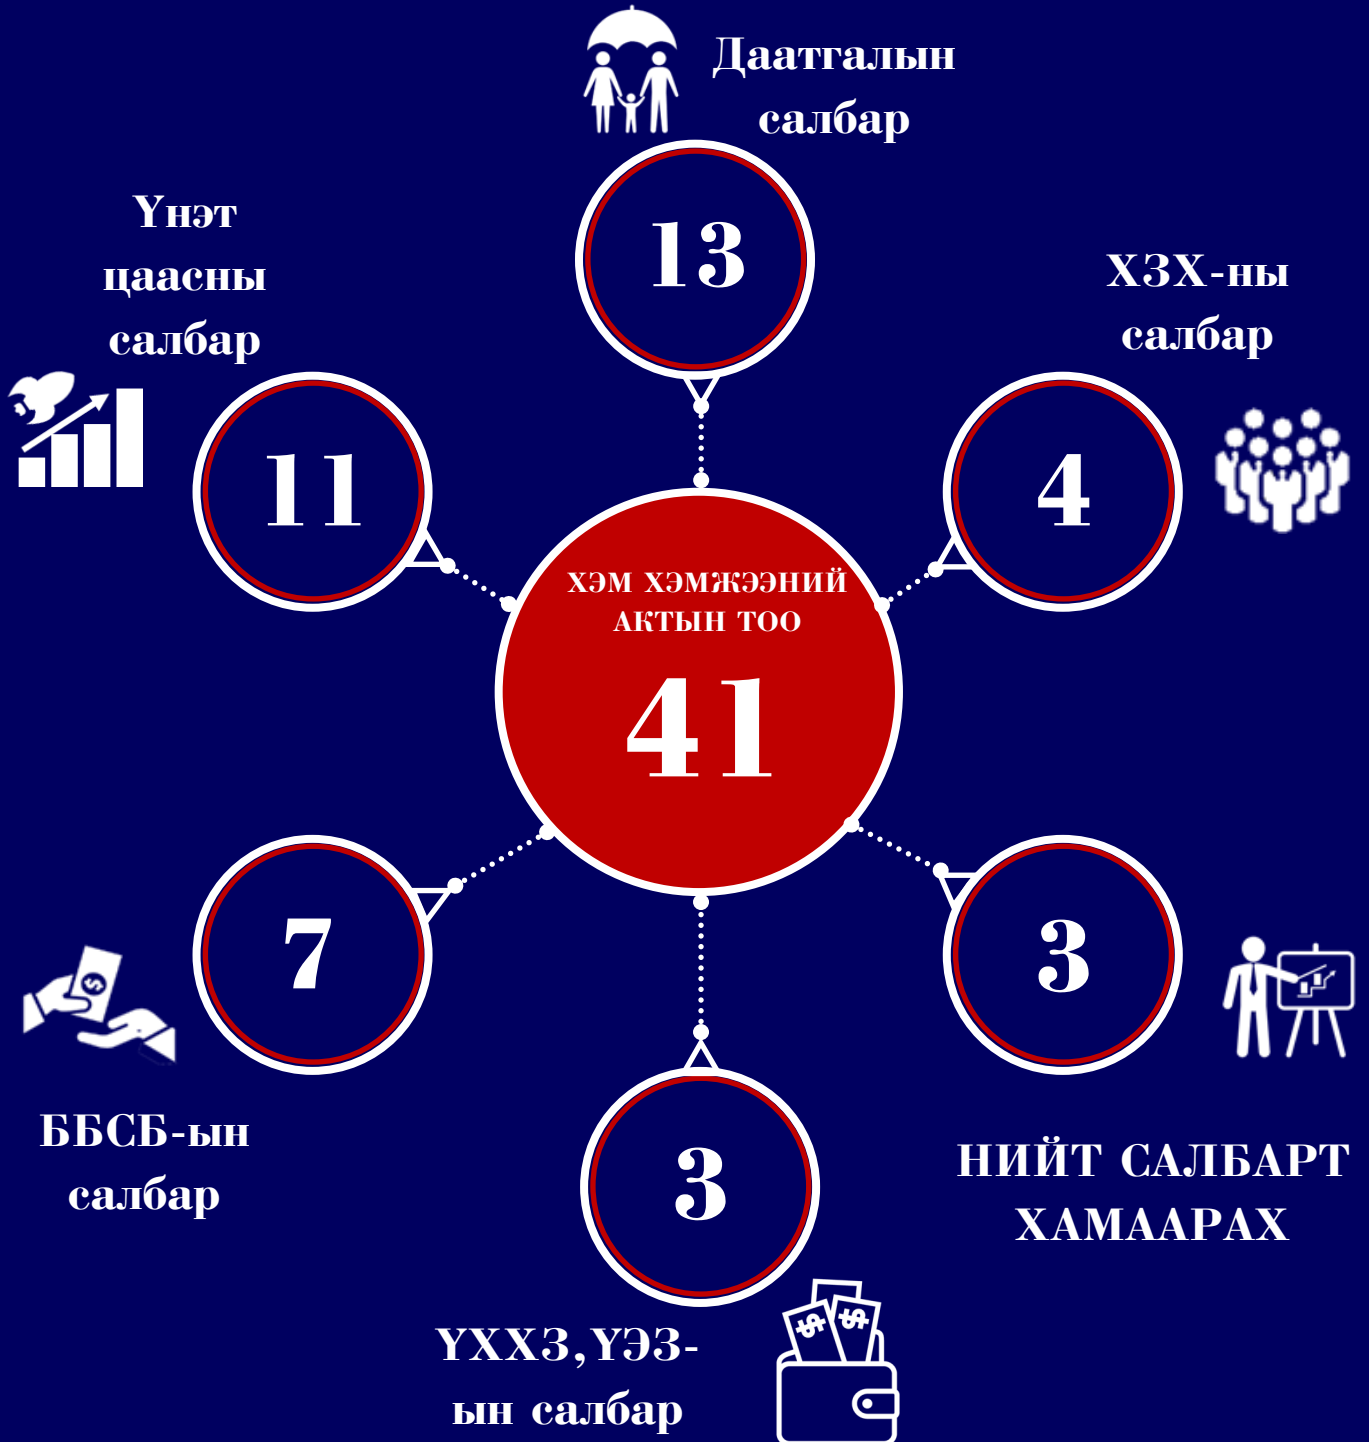 Даатгалын
салбар
13
Үнэт
цаасны
салбар
11
ХЗХ-ны
салбар
4
ХЭМ ХЭМЖЭЭНИЙ
АКТЫН ТОО
41
7
ББСБ-ын
салбар
3
НИЙТ САЛБАРТ
ХАМААРАХ
3
ҮХХЗ,ҮЭЗ-
ын салбар